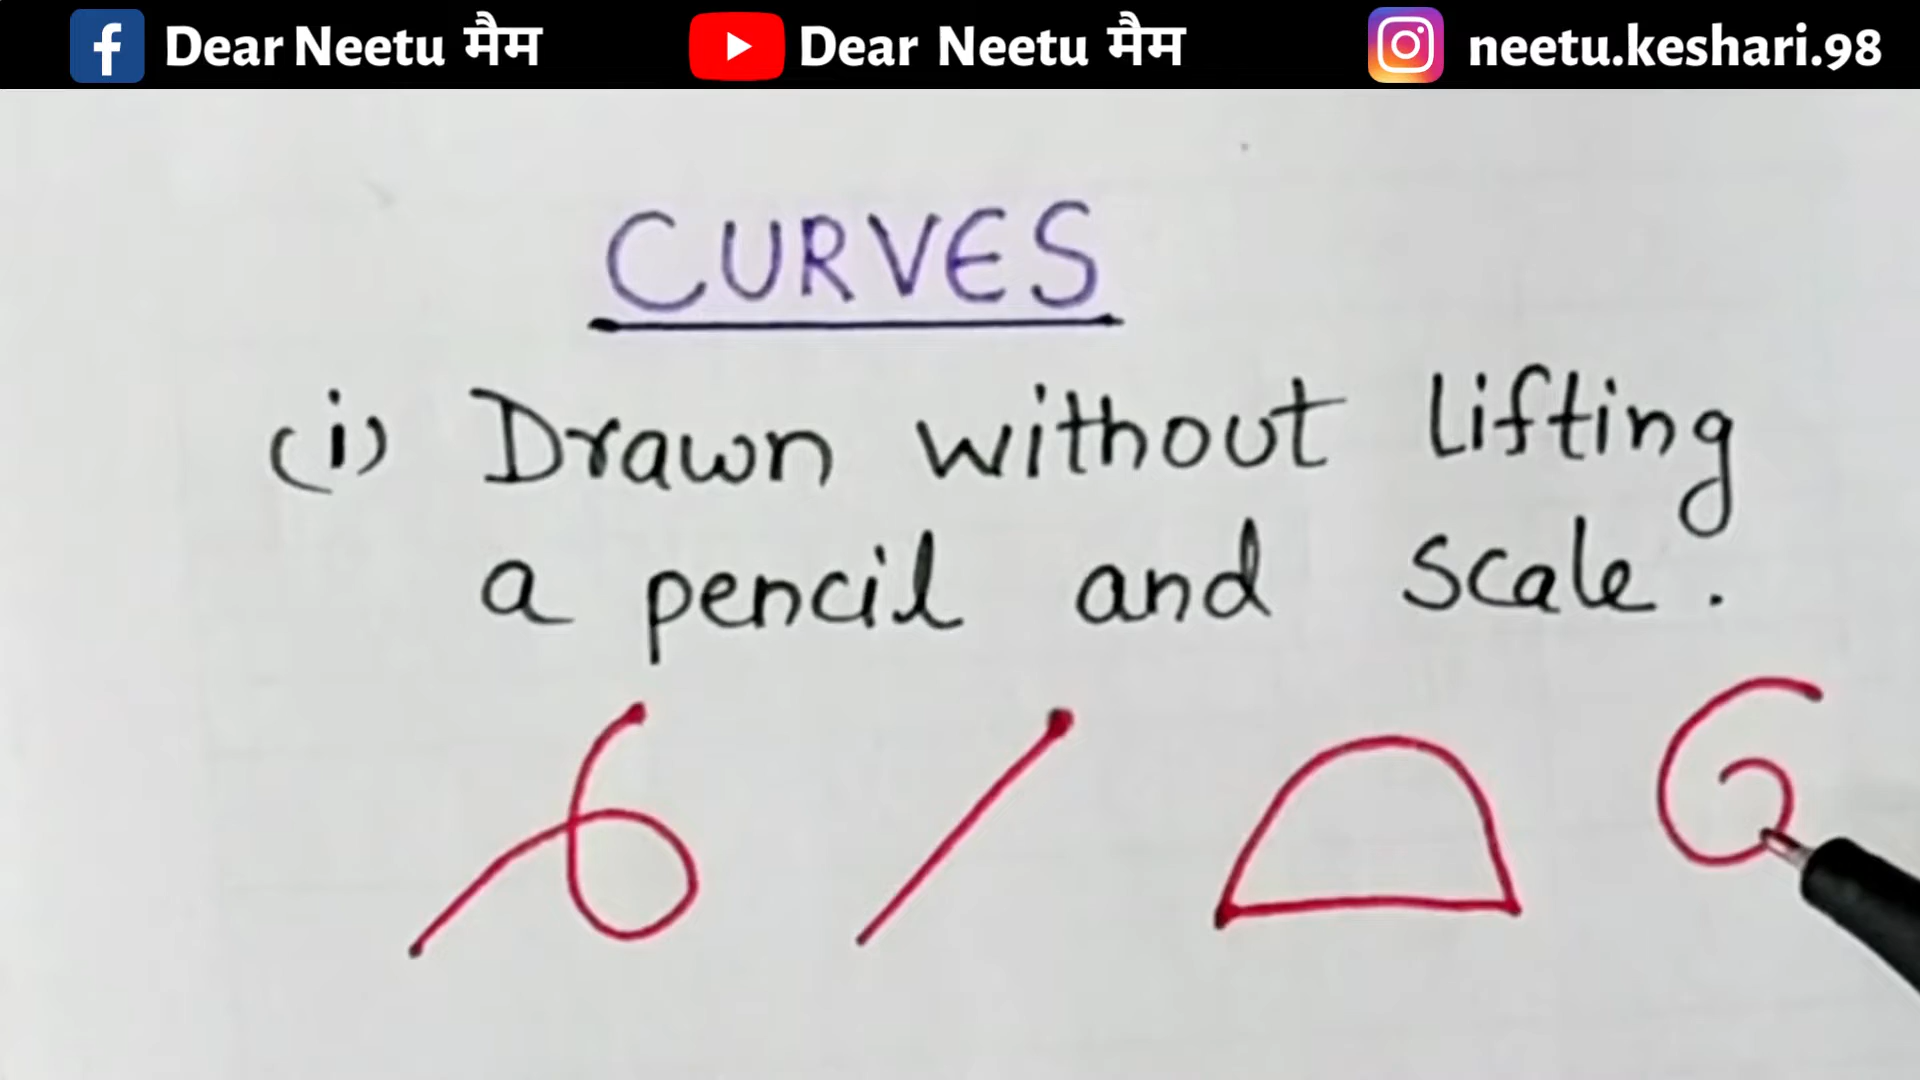 Dear Neetu मैम Dear Neetu मैम neetu.keshari.98
CURVES
(i) Drawn without lifting
a pencil and scale.